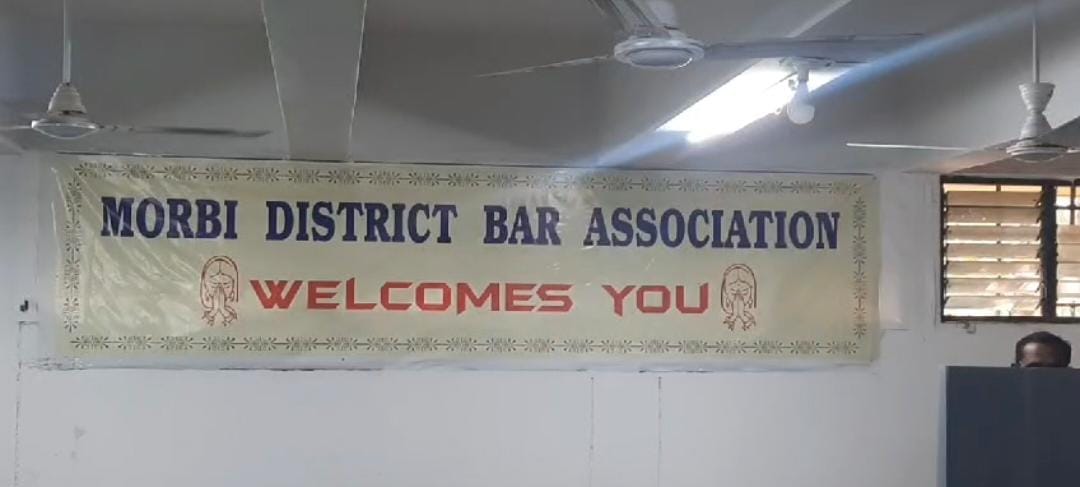 MORBI DISTRICT BAR ASSOCIATION
WELCOMES YOU